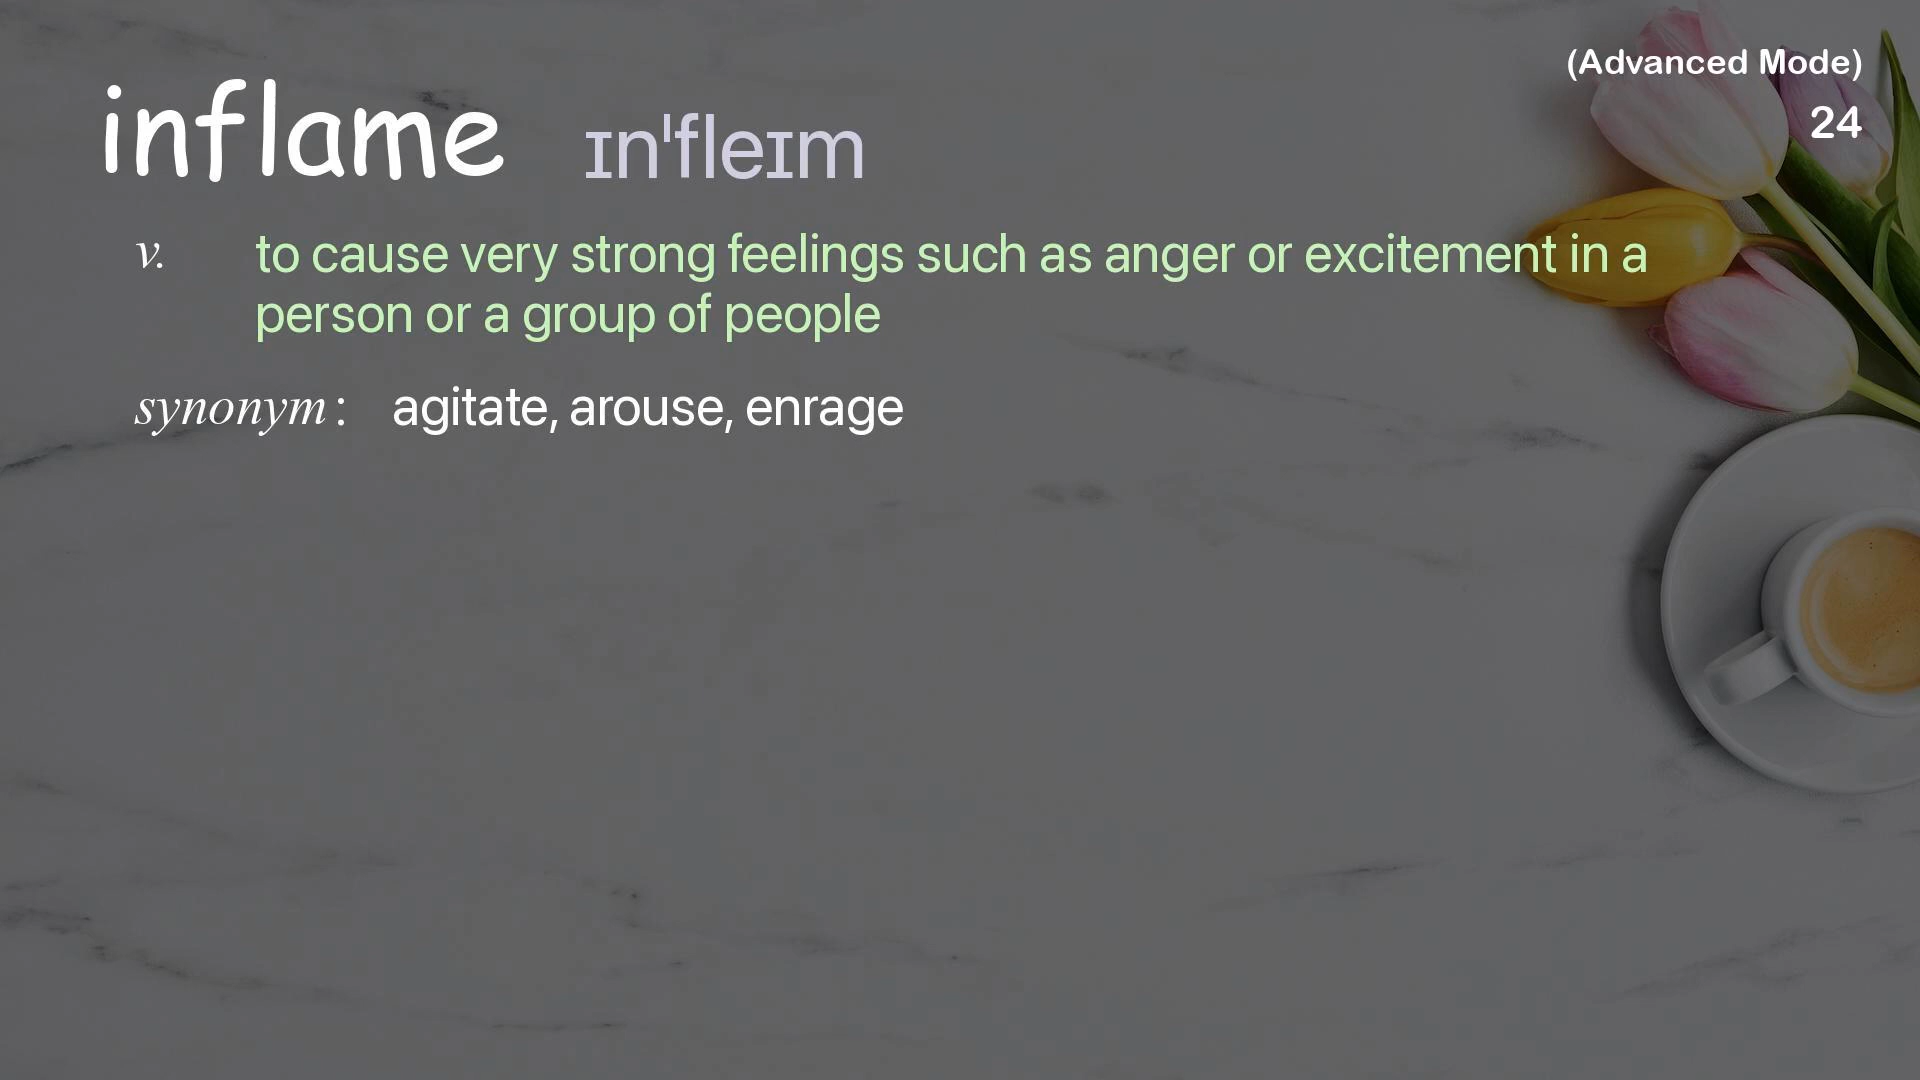 (Advanced Mode)
24
inflame ɪnˈfleɪm
v. to cause very strong feelings such as anger or excitement in a
person or a group of people
synonym: agitate, arouse, enrage